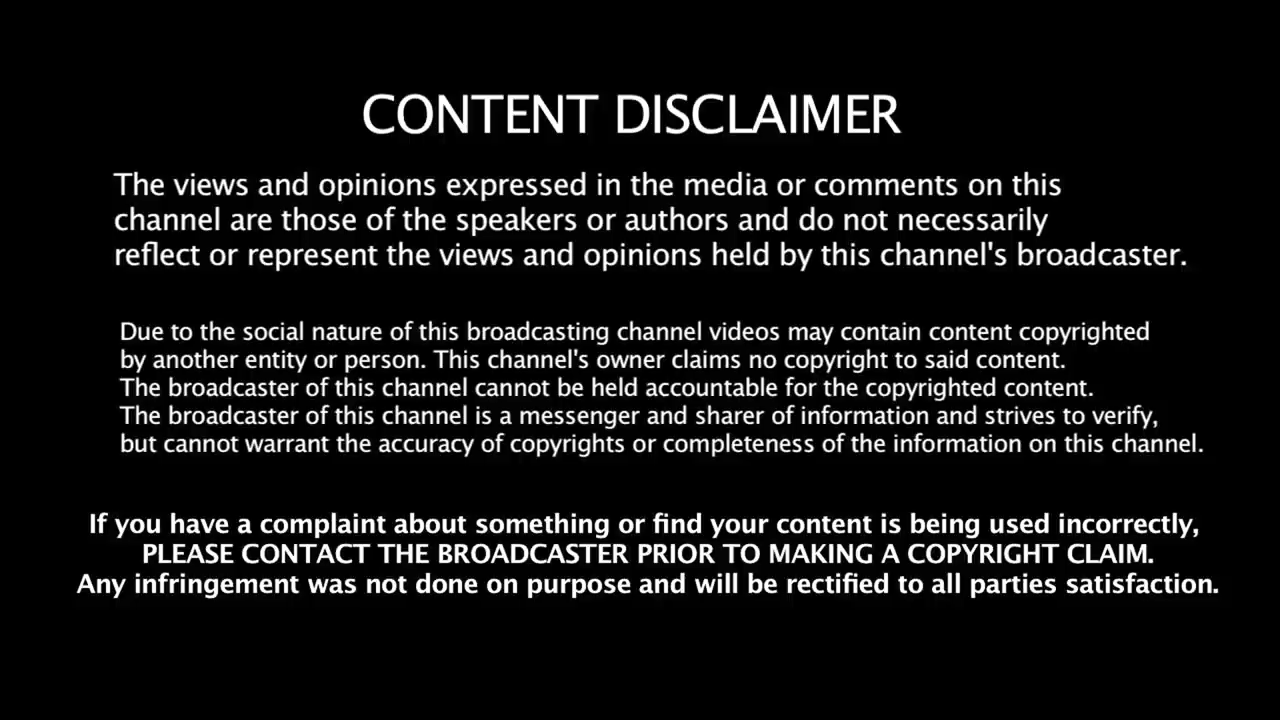 CONTENT DISCLAIMER
The views and opinions expressed in the media or comments on this
channel are those of the speakers or authors and do not necessarily
reflect or represent the views and opinions held by this channel's broadcaster.
Due to the social nature of this broadcasting channel videos may contain content copyrighted
by another entity or person. This channel's owner claims no copyright to said content.
The broadcaster of this channel cannot be held accountable for the copyrighted content.
The broadcaster of this channel is a messenger and sharer of information and strives to verify,
but cannot warrant the accuracy of copyrights or completeness of the information on this channel.
If you have a complaint about something or find your content is being used incorrectly,
PLEASE CONTACT THE BROADCASTER PRIOR TO MAKING A COPYRIGHT CLAIM.
Any infringement was not done on purpose and will be rectified to all parties satisfaction.